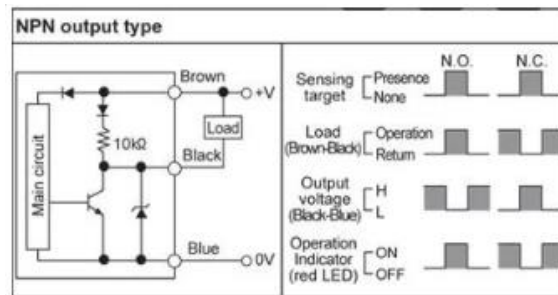 NPN output type
Brown
+V
Load
10kΩ
Black
Main circuit
Blue
0V
N.O. N.C.
Sensing target Presence
None
Load (Brown-Black) Operation
Return
Output voltage (Black-Blue) H
L
Operation Indicator (red LED) ON
OFF